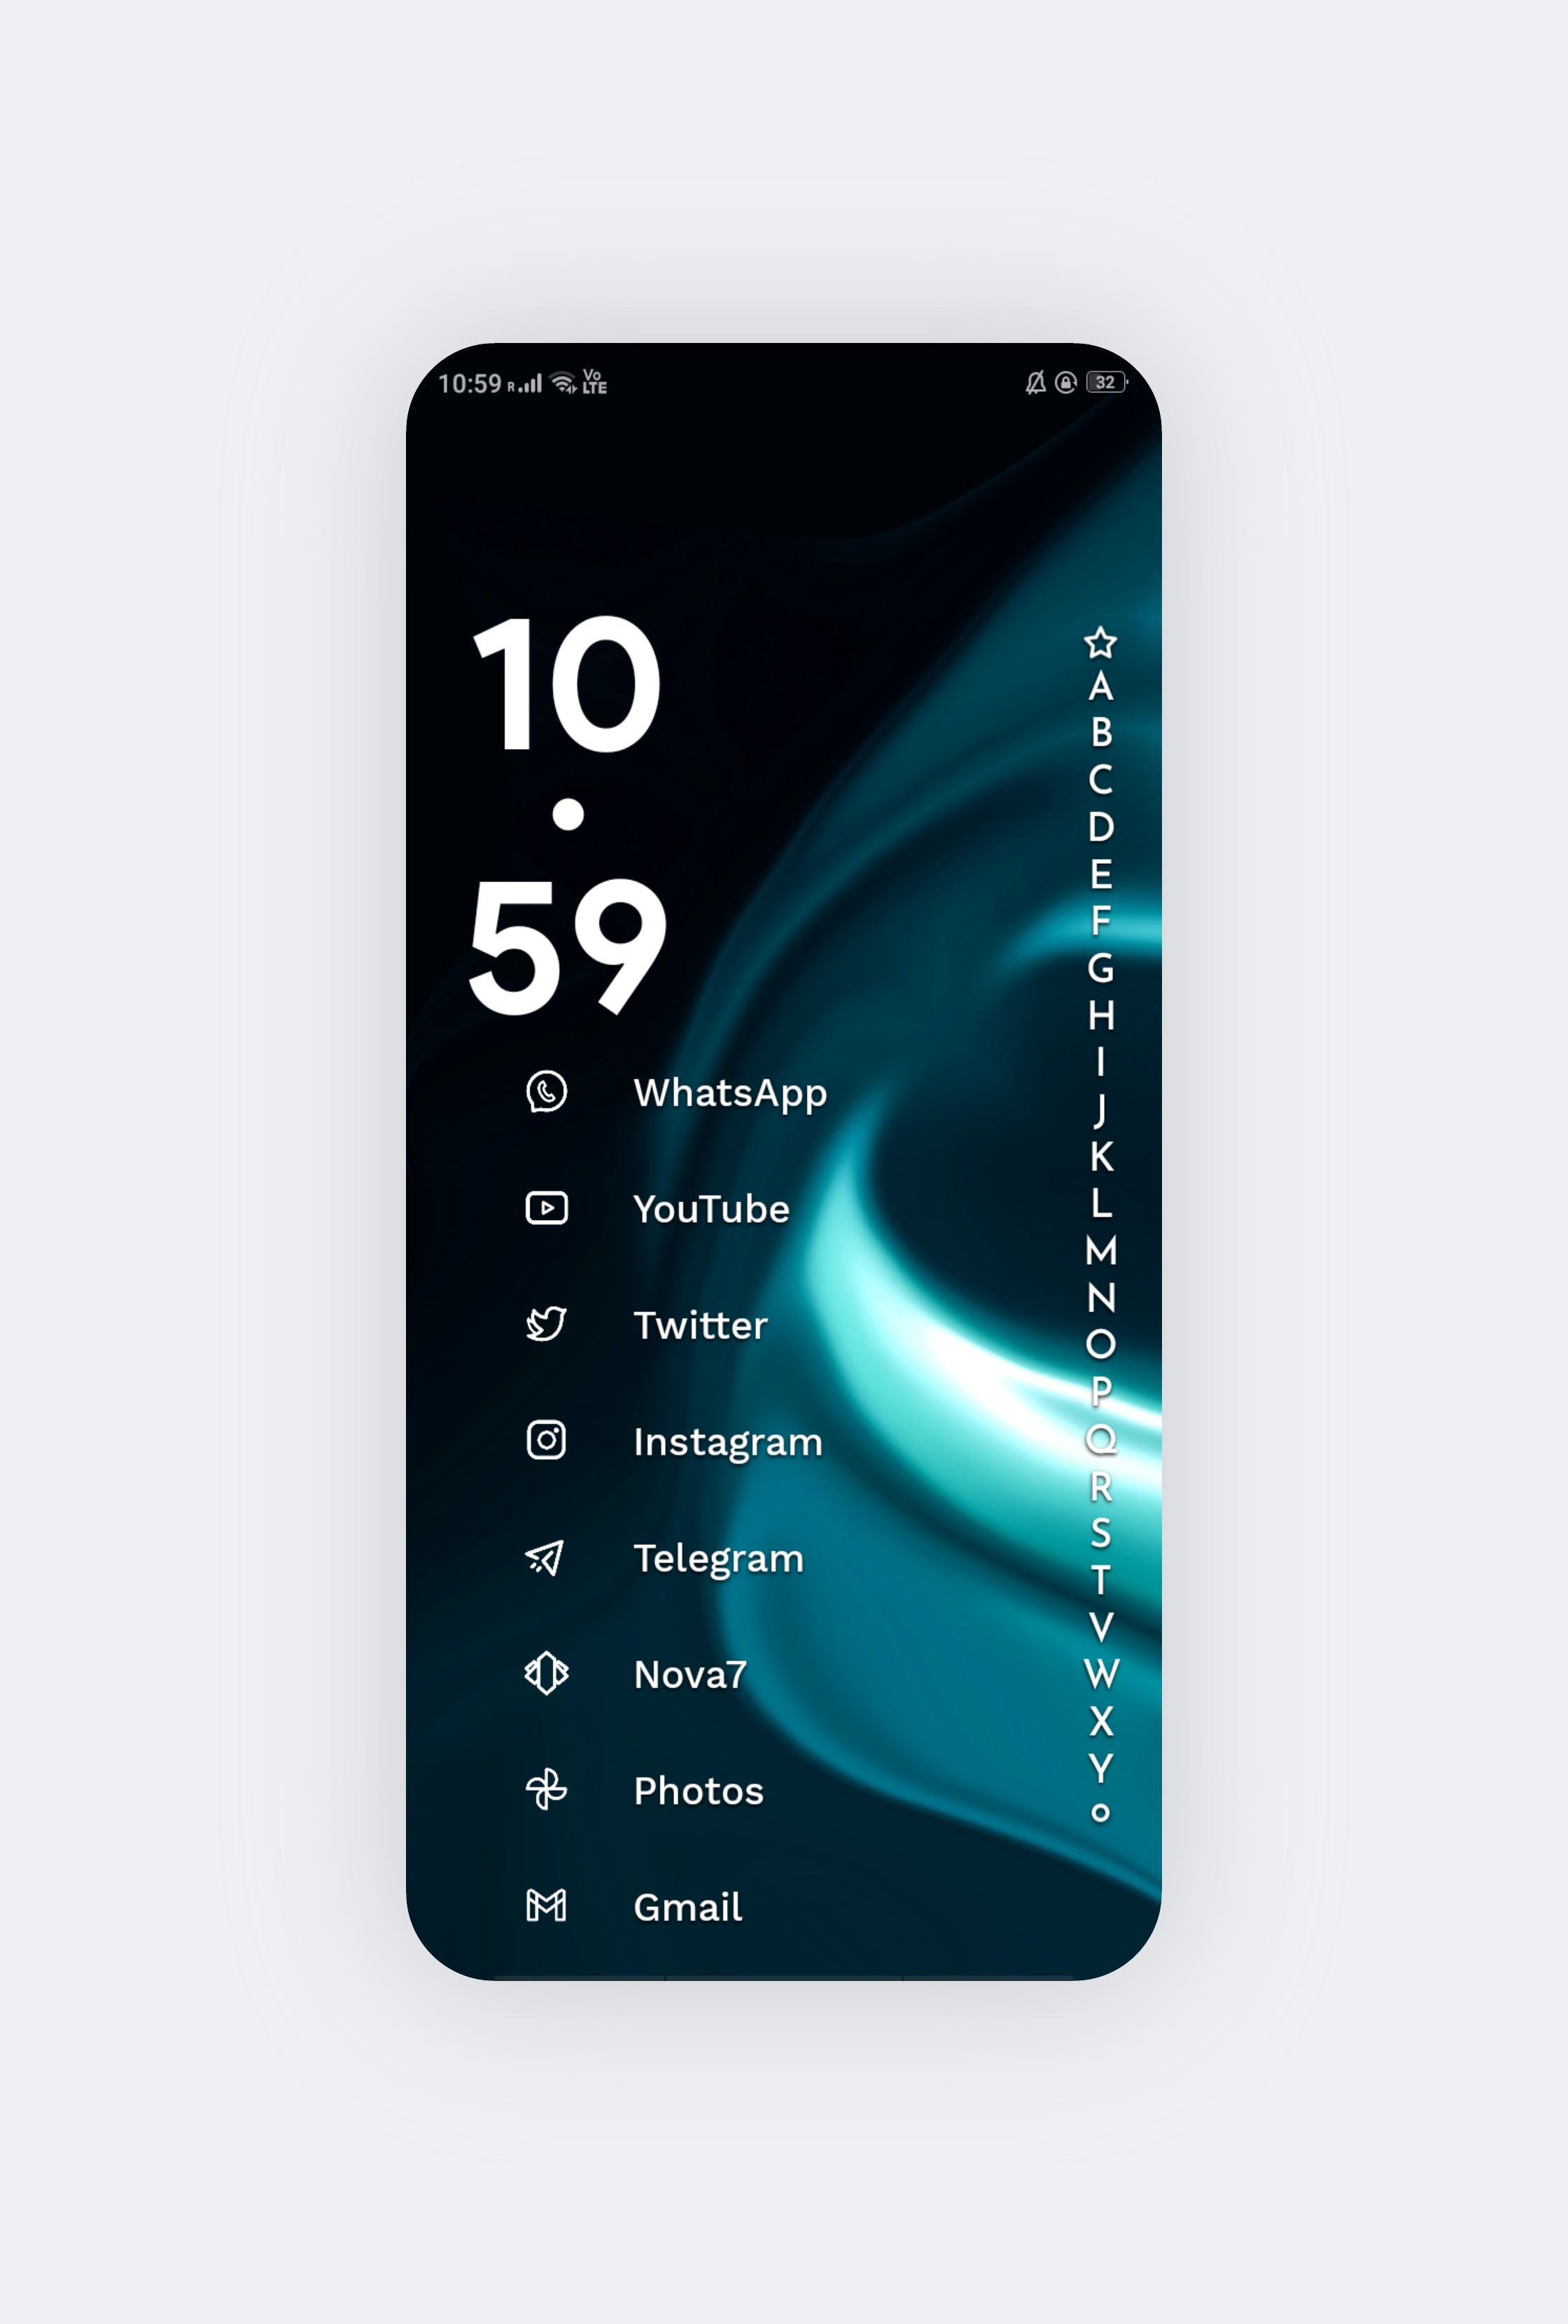 10:59 R Vo LTE 32
10
59
WhatsApp
YouTube
Twitter
Instagram
Telegram
Nova7
Photos
Gmail
A
B
C
D
E
F
G
H
I
J
K
L
M
N
O
P
Q
R
S
T
V
W
X
Y